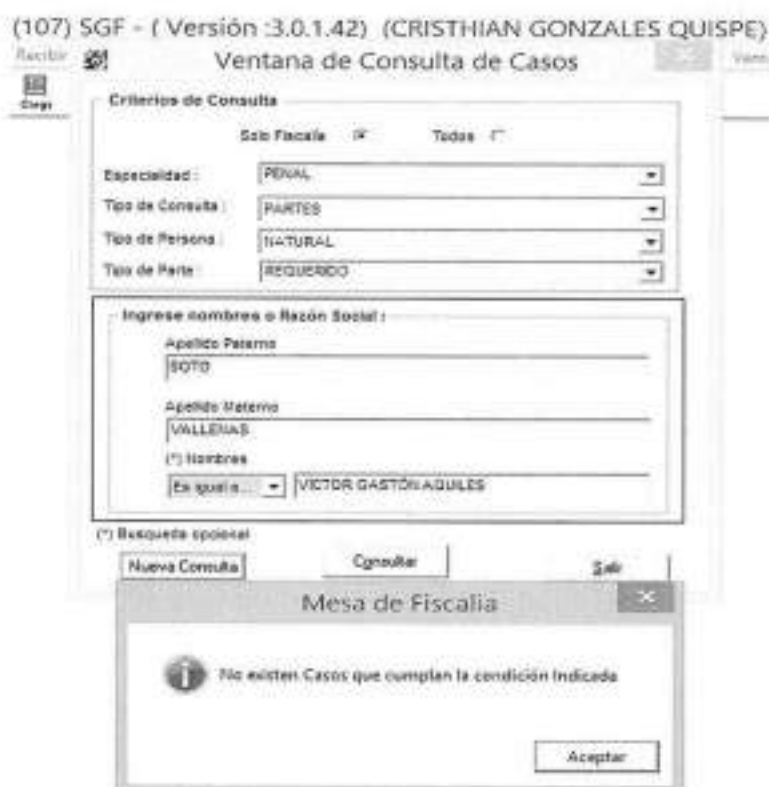 (107) SGF - ( Versión :3.0.1.42) (CRISTHIAN GONZALES QUISPE)
Recibir
Ventana de Consulta de Casos
Criterios de Consulta
Solo Fiscalía Todos
Especialidad : PENAL
Tipo de Consulta : PARTES
Tipo de Persona : NATURAL
Tipo de Parte : REQUERIDO
Ingrese nombres o Razón Social :
Apellido Paterno
SOTO
Apellido Materno
VALLENAS
(*) Nombres
Es igual a... VICTOR GASTÓN AQUILES
(*) Busqueda opcional
Nueva Consulta Consultar Salir
Mesa de Fiscalia
No existen Casos que cumplan la condición Indicada
Aceptar